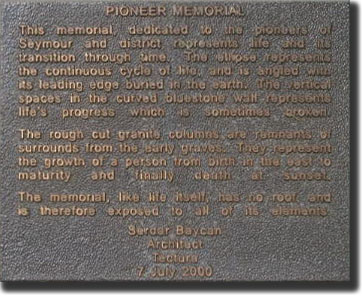 PIONEER MEMORIAL
This memorial, dedicated to the pioneers of
Seymour and district represents life and its
transition through time. The ellipse represents
the continuous cycle of life, and is angled with
its leading edge buried in the earth. The vertical
spaces in the curved bluestone wall represents
life's progress which is sometimes broken.
The rough cut granite columns are remnants of
surrounds from the early graves. They represent
the growth of a person from birth in the east to
maturity and finally death at sunset.
The memorial, like life itself, has no roof and
is therefore exposed to all of its elements.
Serdar Baycan
Architect
Tectura
7 July 2000